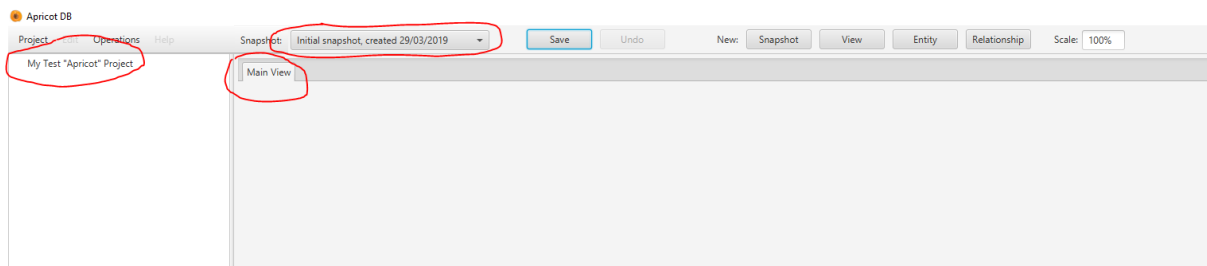 Apricot DB
Project Edit Operations Help Snapshot: Initial snapshot, created 29/03/2019 Save Undo New: Snapshot View Entity Relationship Scale: 100%
My Test "Apricot" Project
Main View